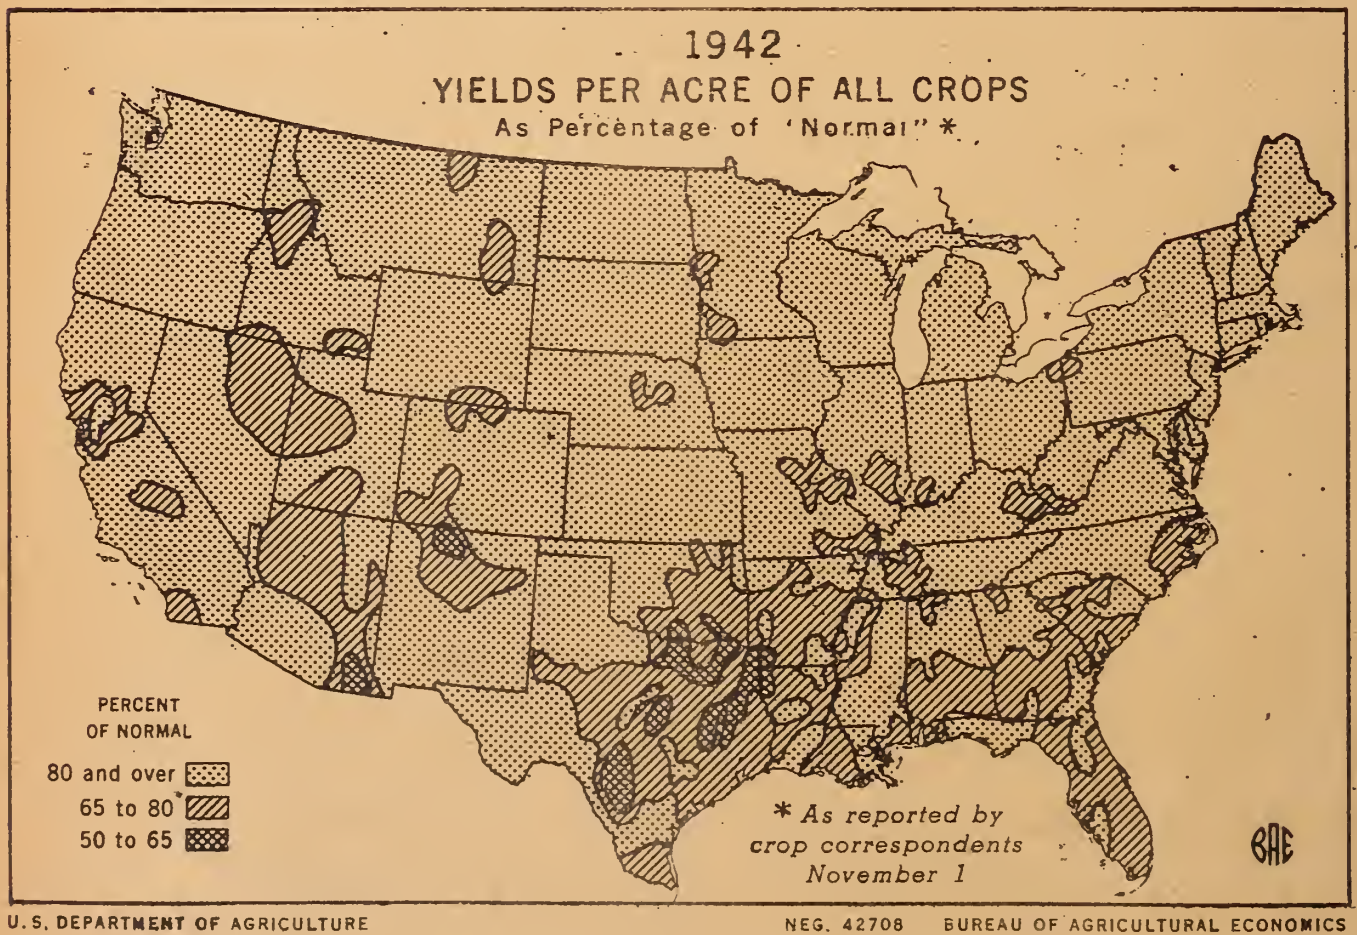 1942
YIELDS PER ACRE OF ALL CROPS
As Percentage of 'Normal" *
PERCENT
OF NORMAL
80 and over
65 to 80
50 to 65
* As reported by
crop correspondents
November 1
BAE
U.S. DEPARTMENT OF AGRICULTURE
NEG. 42708 BUREAU OF AGRICULTURAL ECONOMICS